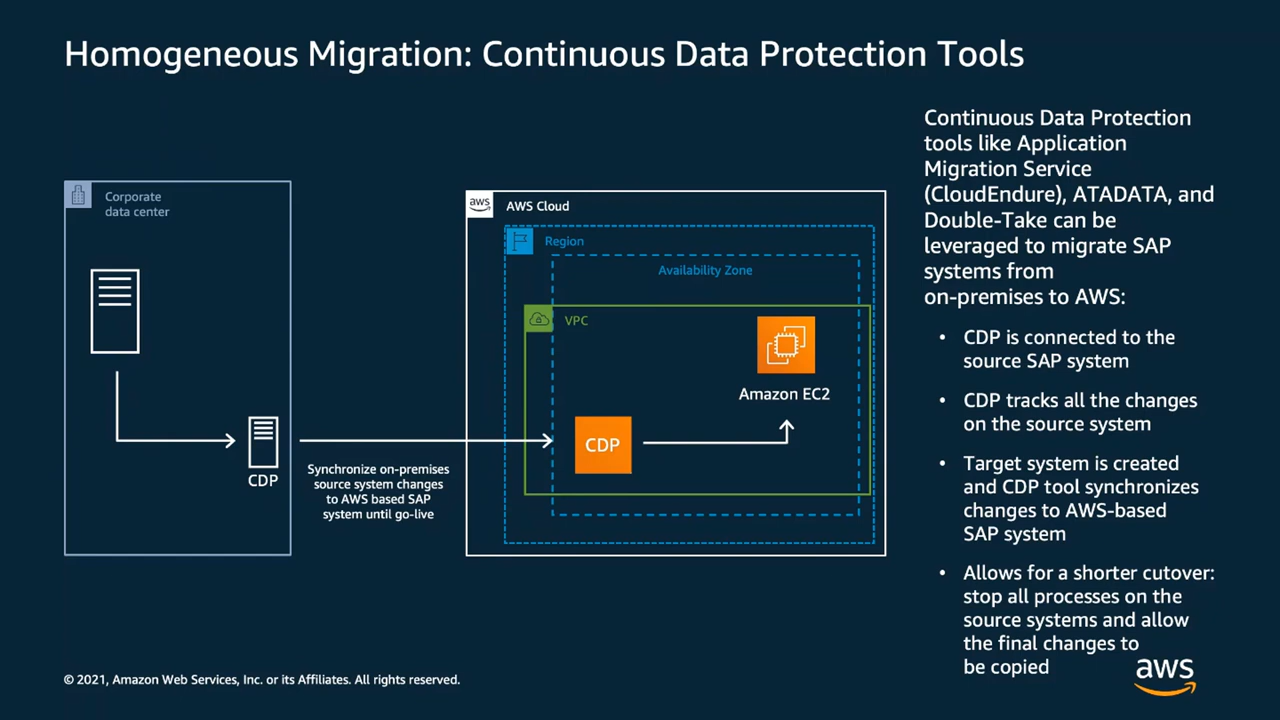 Homogeneous Migration: Continuous Data Protection Tools
Corporate
data center
CDP
Synchronize on-premises
source system changes
to AWS based SAP
system until go-live
aws
AWS Cloud
Region
Availability Zone
VPC
Amazon EC2
CDP
Continuous Data Protection
tools like Application
Migration Service
(CloudEndure), ATADATA, and
Double-Take can be
leveraged to migrate SAP
systems from
on-premises to AWS:
• CDP is connected to the
source SAP system
• CDP tracks all the changes
on the source system
• Target system is created
and CDP tool synchronizes
changes to AWS-based
SAP system
• Allows for a shorter cutover:
stop all processes on the
source systems and allow
the final changes to
be copied
© 2021, Amazon Web Services, Inc. or its Affiliates. All rights reserved.
aws